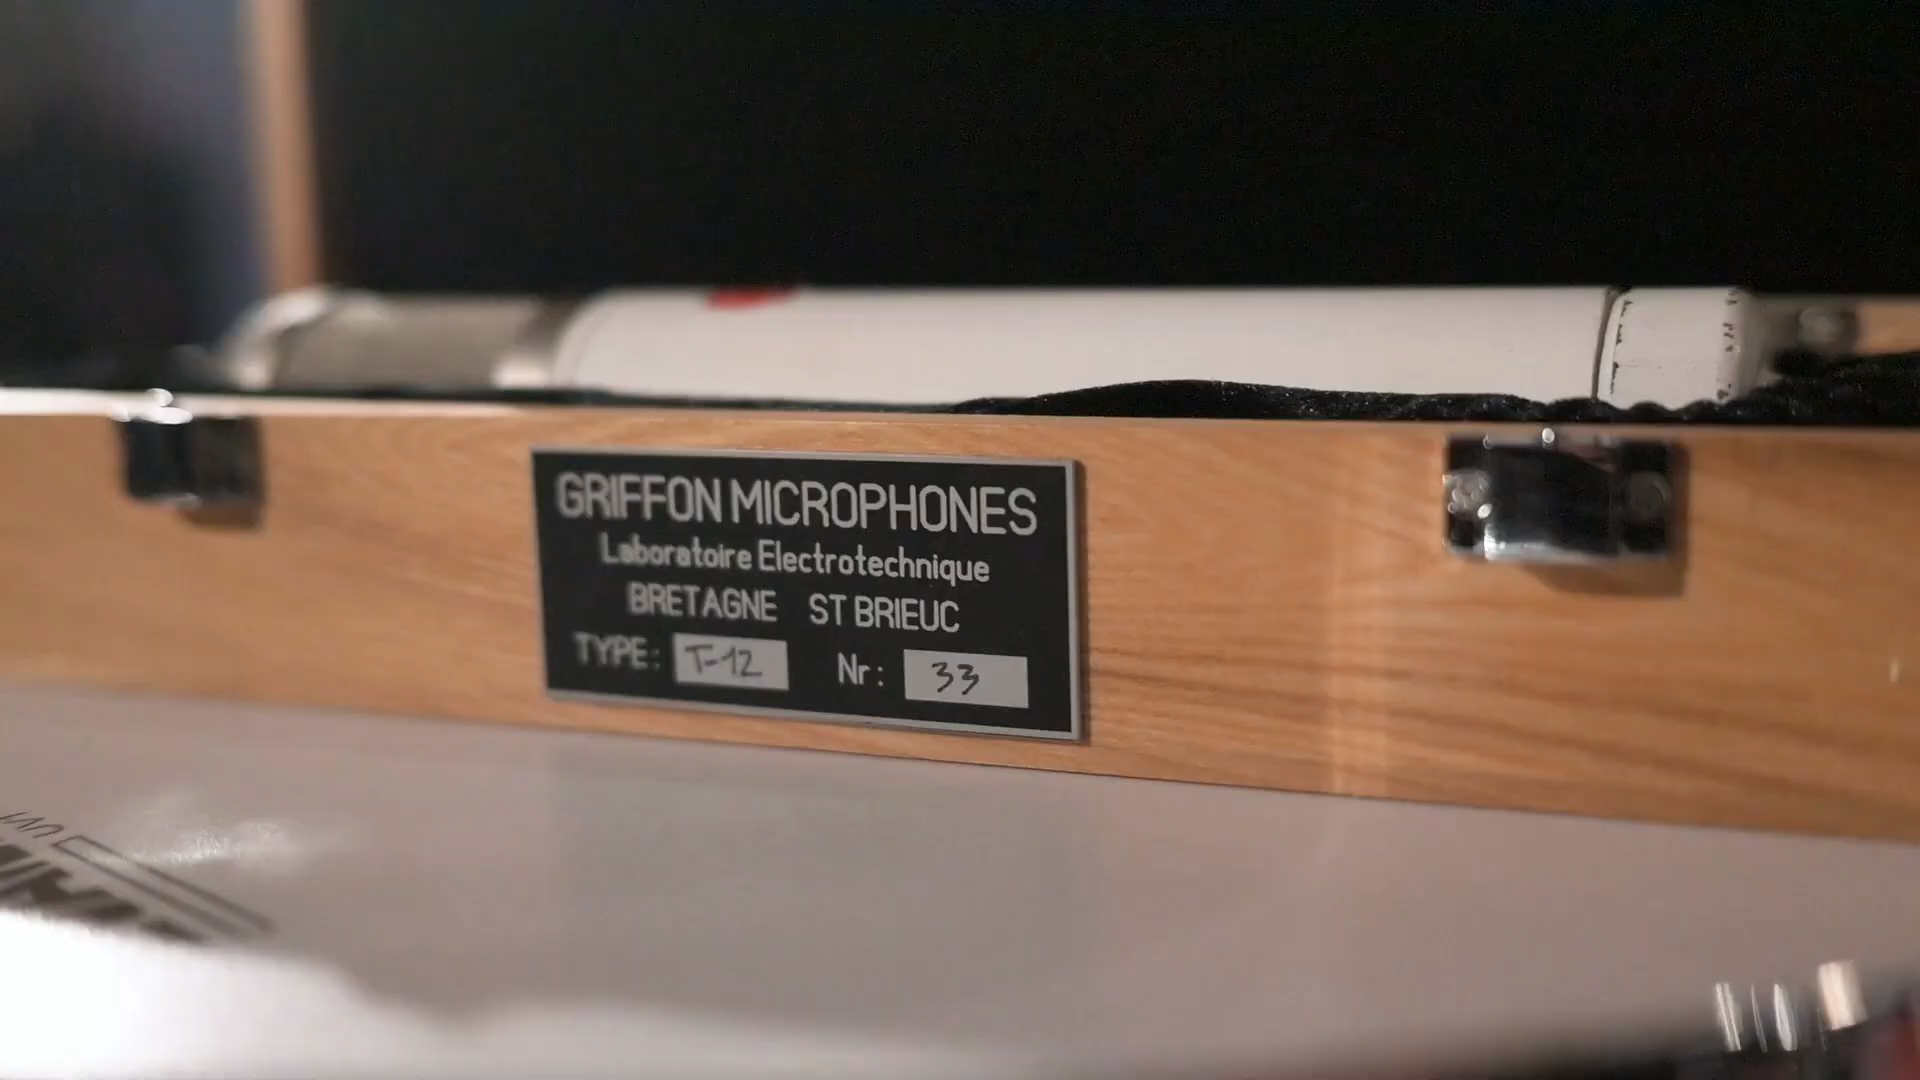 GRIFFON MICROPHONES
Laboratoire Electrotechnique
BRETAGNE ST BRIEUC
TYPE: T-12 Nr: 33